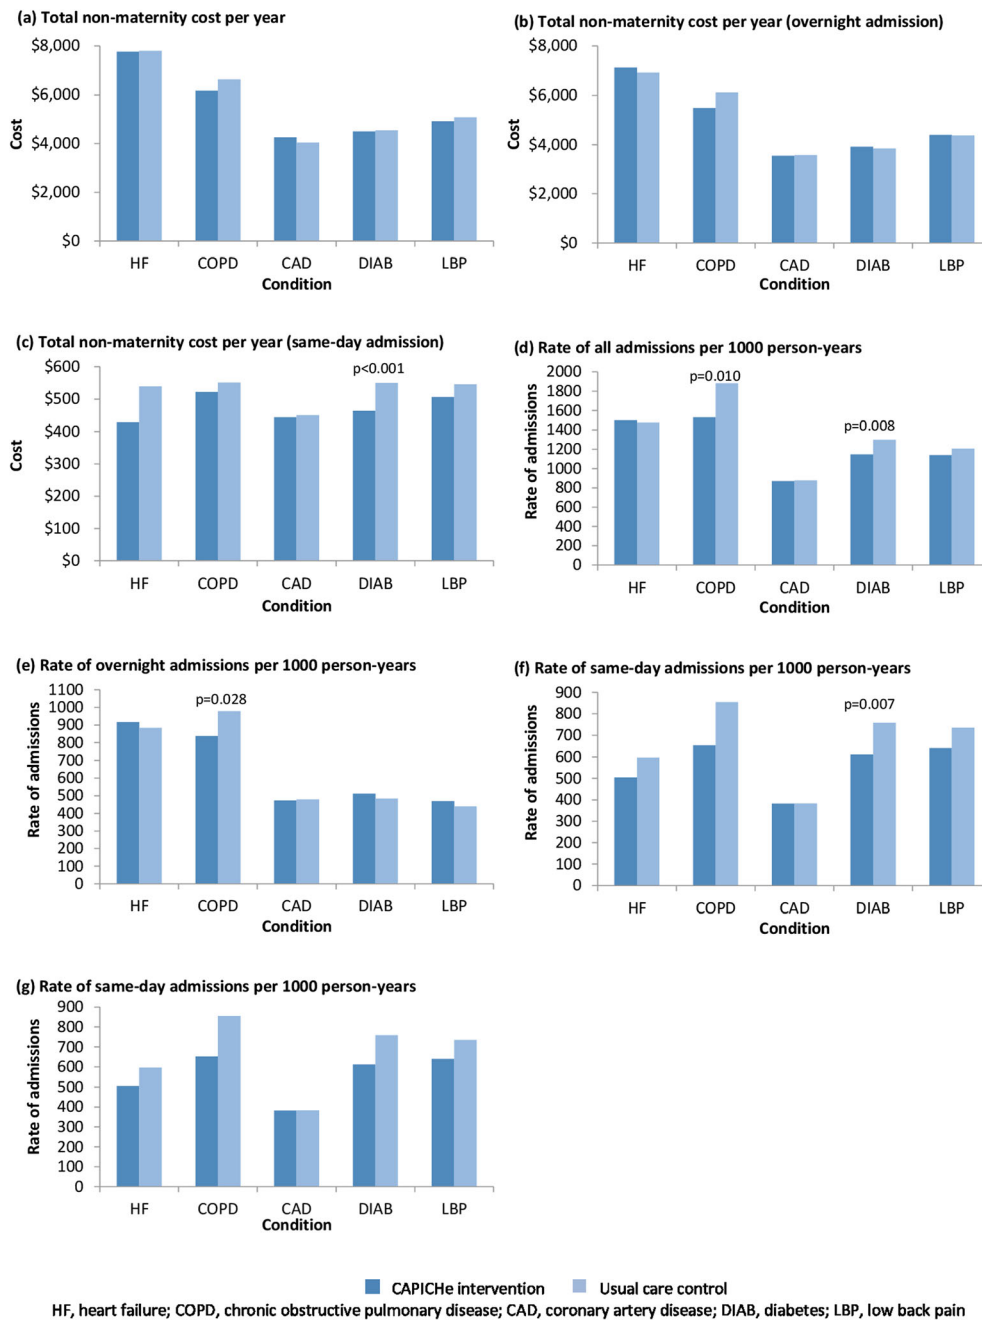 (a) Total non-maternity cost per year
$8,000
$6,000
$4,000
$2,000
$0
Cost
HF COPD CAD DIAB LBP
Condition
(b) Total non-maternity cost per year (overnight admission)
$8,000
$6,000
$4,000
$2,000
$0
Cost
HF COPD CAD DIAB LBP
Condition
(c) Total non-maternity cost per year (same-day admission)
$600
$500
$400
$300
$200
$100
$0
Cost
p<0.001
HF COPD CAD DIAB LBP
Condition
(d) Rate of all admissions per 1000 person-years
2000
1800
1600
1400
1200
1000
800
600
400
200
0
Rate of admissions
p=0.010
p=0.008
HF COPD CAD DIAB LBP
Condition
(e) Rate of overnight admissions per 1000 person-years
1100
1000
900
800
700
600
500
400
300
200
100
0
Rate of admissions
p=0.028
HF COPD CAD DIAB LBP
Condition
(f) Rate of same-day admissions per 1000 person-years
900
800
700
600
500
400
300
200
100
0
Rate of admissions
p=0.007
HF COPD CAD DIAB LBP
Condition
(g) Rate of same-day admissions per 1000 person-years
900
800
700
600
500
400
300
200
100
0
Rate of admissions
HF COPD CAD DIAB LBP
Condition
CAPICHe intervention Usual care control
HF, heart failure; COPD, chronic obstructive pulmonary disease; CAD, coronary artery disease; DIAB, diabetes; LBP, low back pain